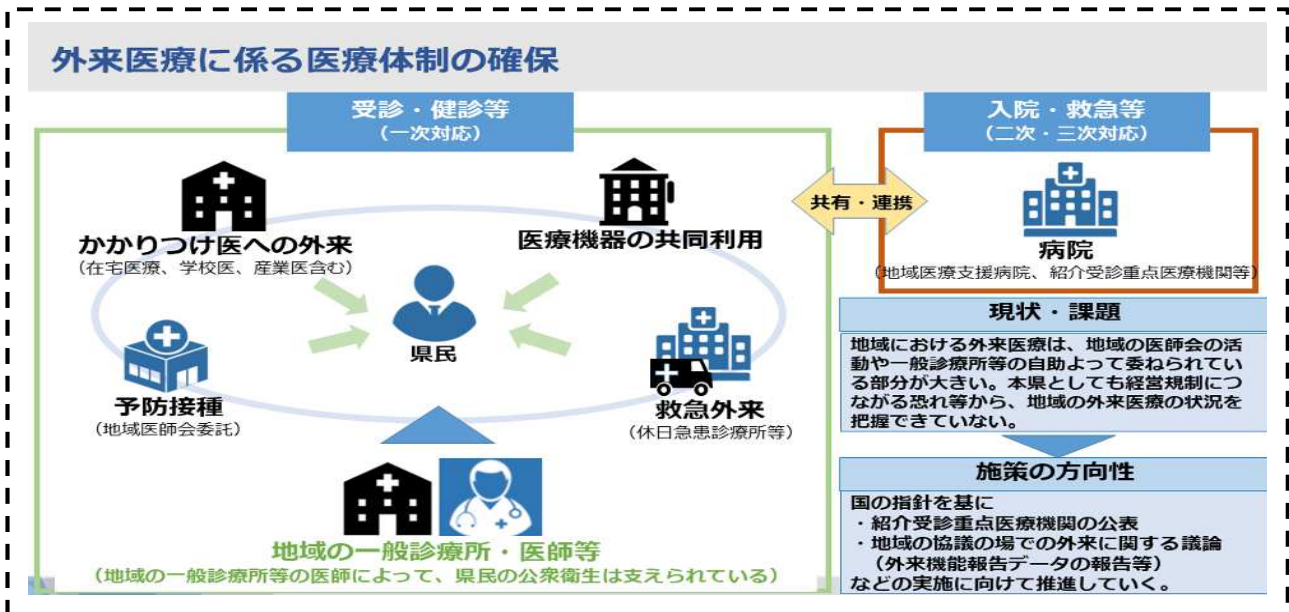 外来医療に係る医療体制の確保
受診・健診等
（一次対応）
かかりつけ医への外来
（在宅医療、学校医、産業医含む）
医療機器の共同利用
県民
予防接種
（地域医師会委託）
救急外来
（休日急患診療所等）
地域の一般診療所・医師等
（地域の一般診療所等の医師によって、県民の公衆衛生は支えられている）
共有・連携
入院・救急等
（二次・三次対応）
病院
（地域医療支援病院、紹介受診重点医療機関等）
現状・課題
地域における外来医療は、地域の医師会の活
動や一般診療所等の自助よって委ねられてい
る部分が大きい。本県としても経営規制につ
ながる恐れ等から、地域の外来医療の状況を
把握できていない。
施策の方向性
国の指針を基に
・紹介受診重点医療機関の公表
・地域の協議の場での外来に関する議論
（外来機能報告データの報告等）
などの実施に向けて推進していく。